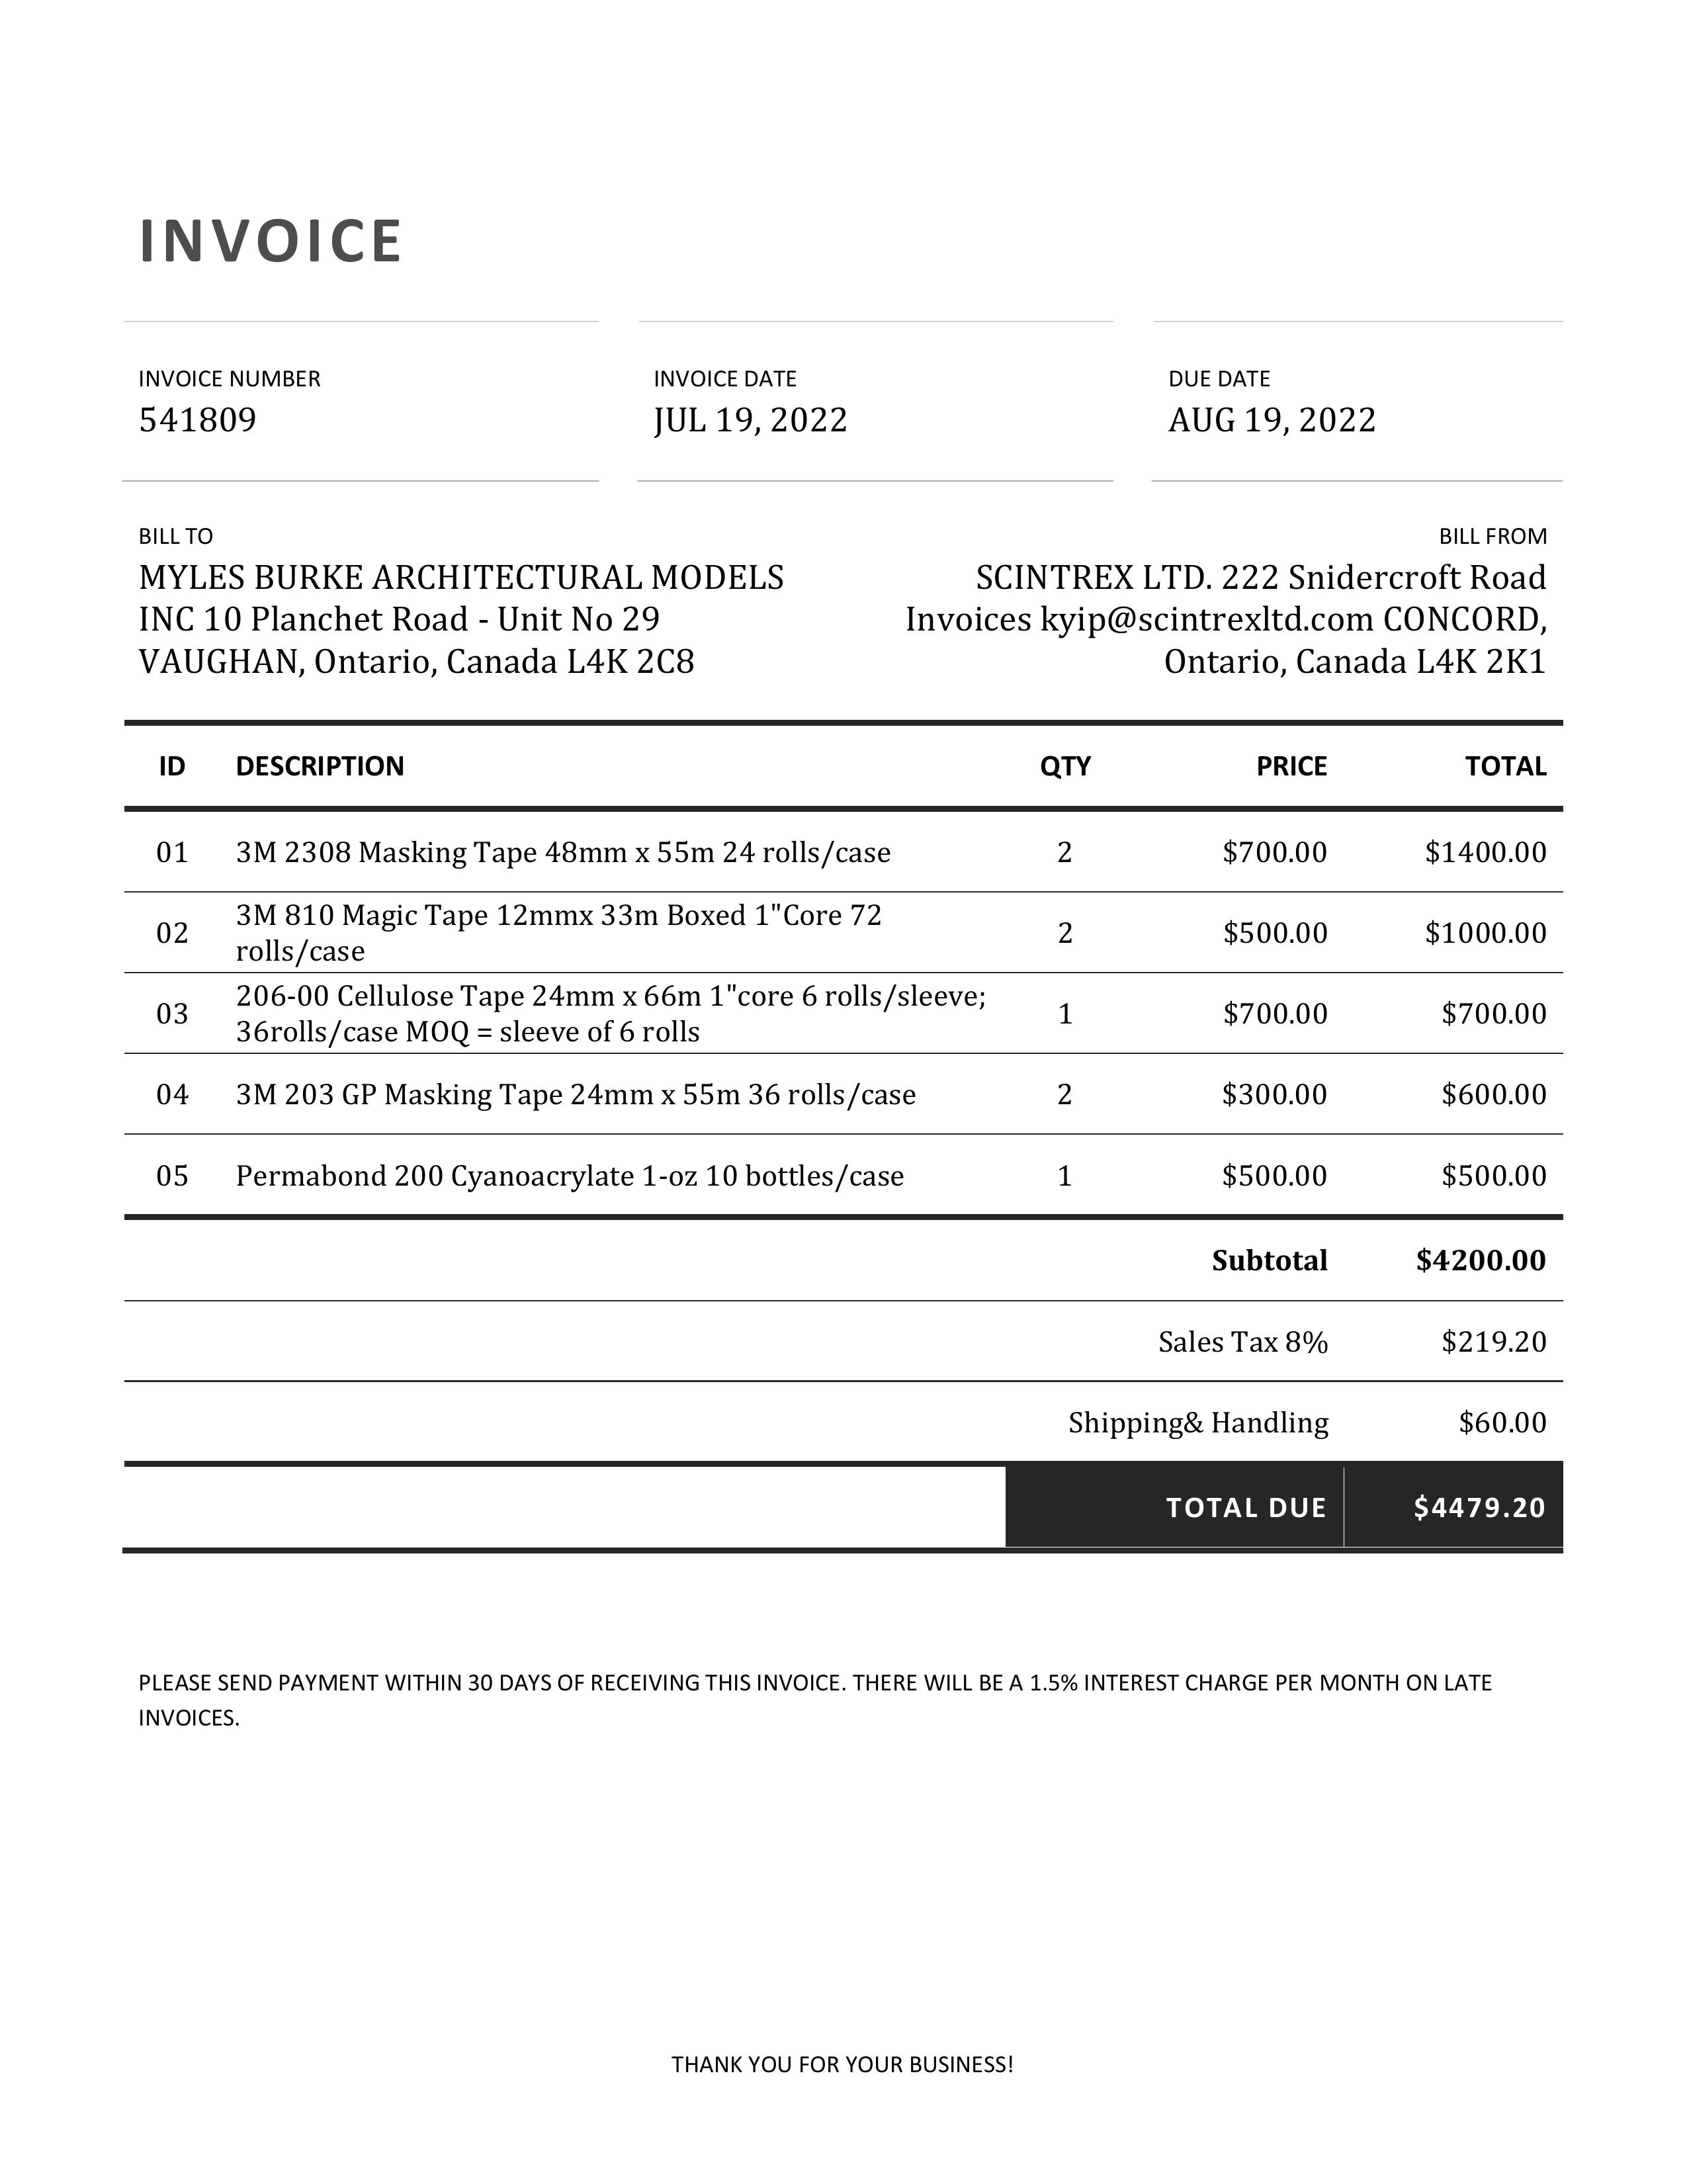 INVOICE
INVOICE NUMBER
541809
INVOICE DATE
JUL 19, 2022
DUE DATE
AUG 19, 2022
BILL TO
MYLES BURKE ARCHITECTURAL MODELS
INC 10 Planchet Road - Unit No 29
VAUGHAN, Ontario, Canada L4K 2C8
BILL FROM
SCINTREX LTD. 222 Snidercroft Road
Invoices kyip@scintrexltd.com CONCORD,
Ontario, Canada L4K 2K1
ID DESCRIPTION QTY PRICE TOTAL
01 3M 2308 Masking Tape 48mm x 55m 24 rolls/case 2 $700.00 $1400.00
02 3M 810 Magic Tape 12mmx 33m Boxed 1"Core 72
rolls/case 2 $500.00 $1000.00
03 206-00 Cellulose Tape 24mm x 66m 1"core 6 rolls/sleeve;
36rolls/case MOQ = sleeve of 6 rolls 1 $700.00 $700.00
04 3M 203 GP Masking Tape 24mm x 55m 36 rolls/case 2 $300.00 $600.00
05 Permabond 200 Cyanoacrylate 1-oz 10 bottles/case 1 $500.00 $500.00
Subtotal $4200.00
Sales Tax 8% $219.20
Shipping& Handling $60.00
TOTAL DUE $4479.20
PLEASE SEND PAYMENT WITHIN 30 DAYS OF RECEIVING THIS INVOICE. THERE WILL BE A 1.5% INTEREST CHARGE PER MONTH ON LATE
INVOICES.
THANK YOU FOR YOUR BUSINESS!